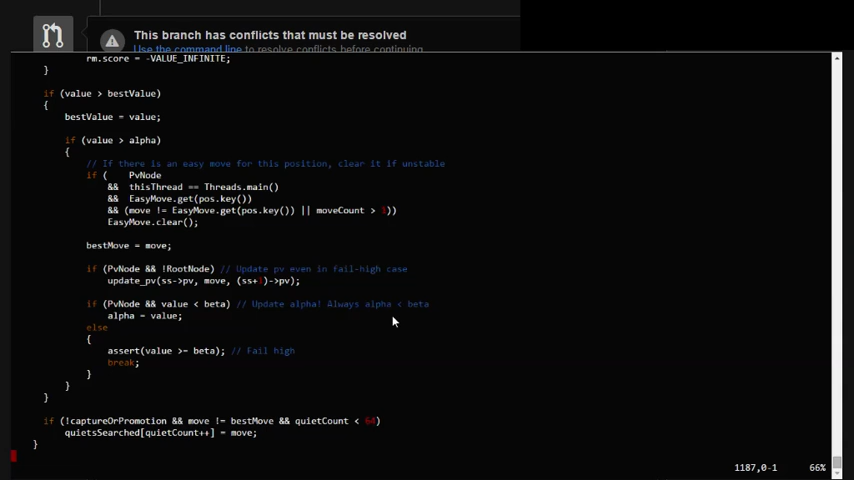 This branch has conflicts that must be resolved
Use the command line to resolve conflicts before continuing.
rm.score = -VALUE_INFINITE;
}
if (value > bestValue)
{
bestValue = value;
if (value > alpha)
{
// If there is an easy move for this position, clear it if unstable
if (    PvNode
&&  thisThread == Threads.main()
&&  EasyMove.get(pos.key())
&& (move != EasyMove.get(pos.key()) || moveCount > 1))
EasyMove.clear();
bestMove = move;
if (PvNode && !RootNode) // Update pv even in fail-high case
update_pv(ss->pv, move, (ss+1)->pv);
if (PvNode && value < beta) // Update alpha! Always alpha < beta
alpha = value;
else
{
assert(value >= beta); // Fail high
break;
}
}
}
if (!captureOrPromotion && move != bestMove && quietCount < 64)
quietsSearched[quietCount++] = move;
}
1187,0-1 66%